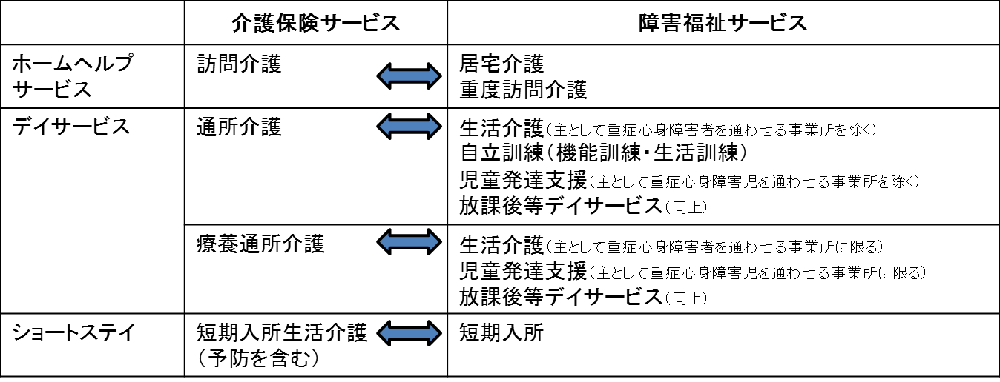 介護保険サービス
障害福祉サービス
ホームヘルプ
サービス
訪問介護
居宅介護
重度訪問介護
デイサービス
通所介護
生活介護(主として重症心身障害者を通わせる事業所を除く)
自立訓練(機能訓練・生活訓練)
児童発達支援(主として重症心身障害児を通わせる事業所を除く)
放課後等デイサービス(同上)
療養通所介護
生活介護(主として重症心身障害者を通わせる事業所に限る)
児童発達支援(主として重症心身障害児を通わせる事業所に限る)
放課後等デイサービス(同上)
ショートステイ
短期入所生活介護
(予防を含む)
短期入所